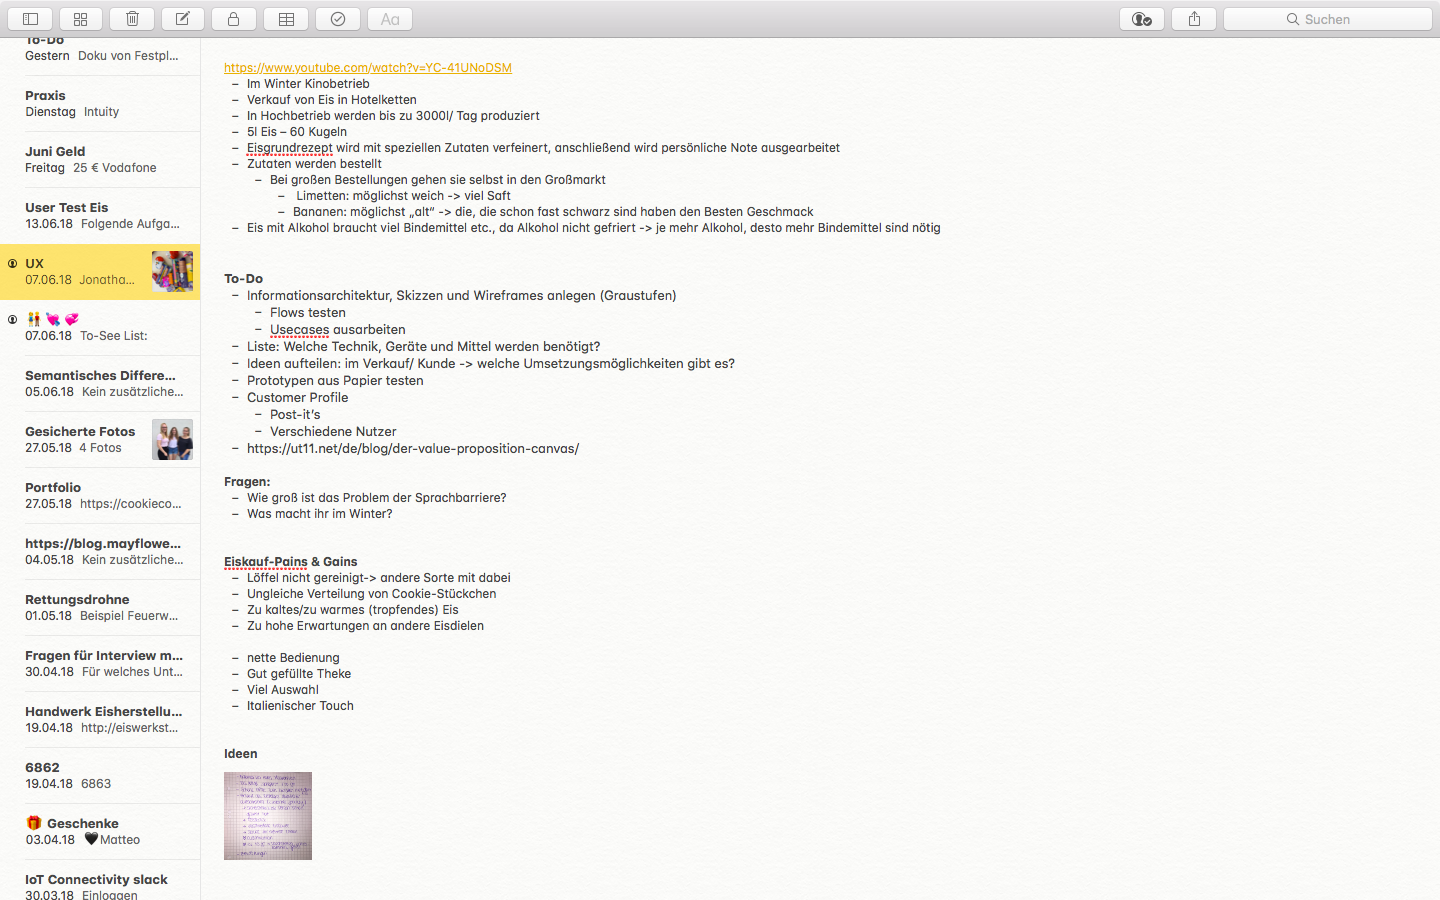 Aa
Suchen
To-Do
Gestern Doku von Festpl...
Praxis
Dienstag Intuity
Juni Geld
Freitag 25 € Vodafone
User Test Eis
13.06.18 Folgende Aufga...
UX
07.06.18 Jonatha...
07.06.18 To-See List:
Semantisches Differe...
05.06.18 Kein zusätzliche...
Gesicherte Fotos
27.05.18 4 Fotos
Portfolio
27.05.18 https://cookieco...
https://blog.mayflowe...
04.05.18 Kein zusätzliche...
Rettungsdrohne
01.05.18 Beispiel Feuerw...
Fragen für Interview m...
30.04.18 Für welches Unt...
Handwerk Eisherstellu...
19.04.18 http://eiswerkst...
6862
19.04.18 6863
🎁 Geschenke
03.04.18 🖤Matteo
IoT Connectivity slack
30.03.18 Einloggen
https://www.youtube.com/watch?v=YC-41UNoDSM
– Im Winter Kinobetrieb
– Verkauf von Eis in Hotelketten
– In Hochbetrieb werden bis zu 3000l/ Tag produziert
– 5l Eis – 60 Kugeln
– Eisgrundrezept wird mit speziellen Zutaten verfeinert, anschließend wird persönliche Note ausgearbeitet
– Zutaten werden bestellt
– Bei großen Bestellungen gehen sie selbst in den Großmarkt
– Limetten: möglichst weich -> viel Saft
– Bananen: möglichst „alt“ -> die, die schon fast schwarz sind haben den Besten Geschmack
– Eis mit Alkohol braucht viel Bindemittel etc., da Alkohol nicht gefriert -> je mehr Alkohol, desto mehr Bindemittel sind nötig
To-Do
– Informationsarchitektur, Skizzen und Wireframes anlegen (Graustufen)
– Flows testen
– Usecases ausarbeiten
– Liste: Welche Technik, Geräte und Mittel werden benötigt?
– Ideen aufteilen: im Verkauf/ Kunde -> welche Umsetzungsmöglichkeiten gibt es?
– Prototypen aus Papier testen
– Customer Profile
– Post-it’s
– Verschiedene Nutzer
– https://ut11.net/de/blog/der-value-proposition-canvas/
Fragen:
– Wie groß ist das Problem der Sprachbarriere?
– Was macht ihr im Winter?
Eiskauf-Pains & Gains
– Löffel nicht gereinigt-> andere Sorte mit dabei
– Ungleiche Verteilung von Cookie-Stückchen
– Zu kaltes/zu warmes (tropfendes) Eis
– Zu hohe Erwartungen an andere Eisdielen
– nette Bedienung
– Gut gefüllte Theke
– Viel Auswahl
– Italienischer Touch
Ideen